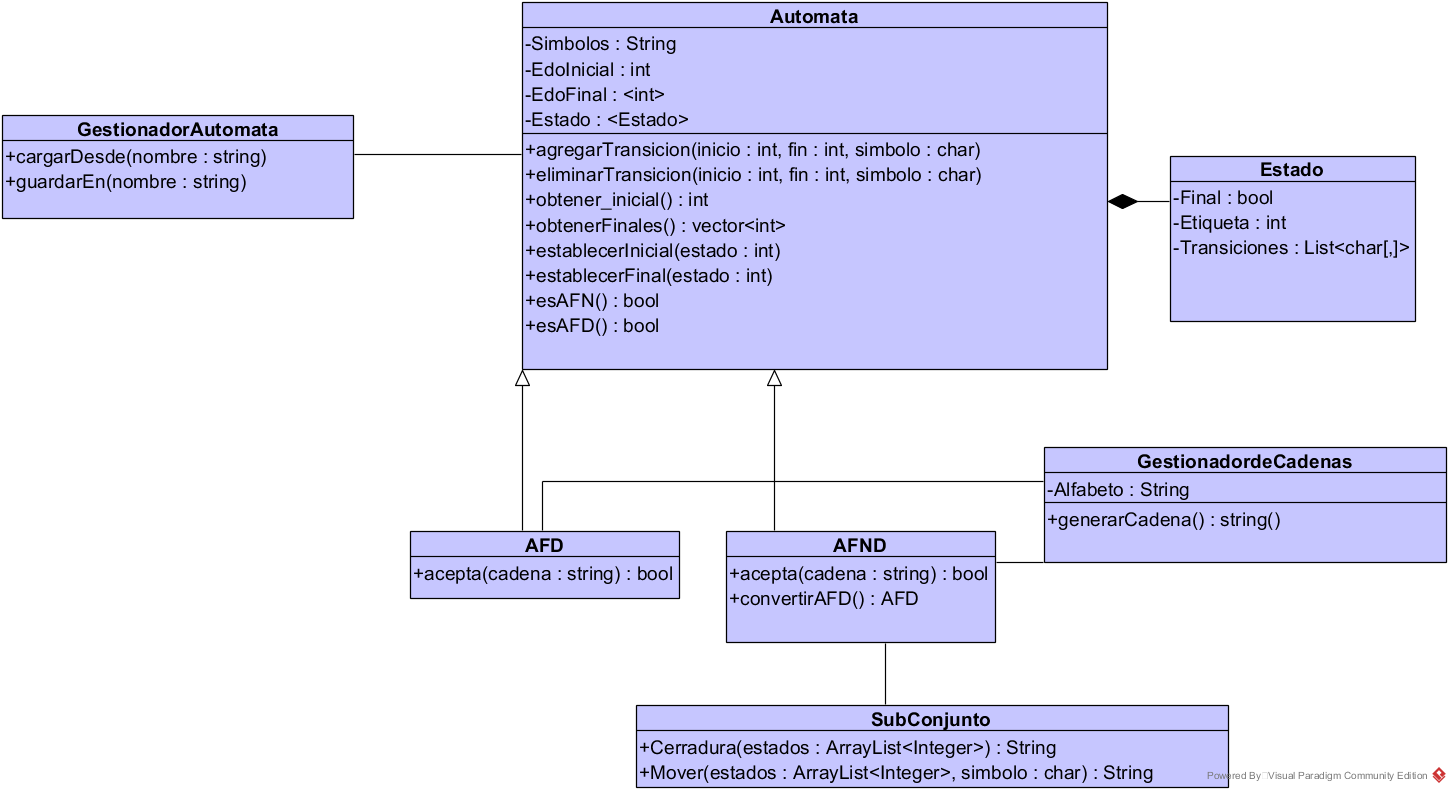 Automata
-Simbolos : String
-EdoInicial : int
-EdoFinal : <int>
-Estado : <Estado>
+agregarTransicion(inicio : int, fin : int, simbolo : char)
+eliminarTransicion(inicio : int, fin : int, simbolo : char)
+obtener_inicial() : int
+obtenerFinales() : vector<int>
+establecerInicial(estado : int)
+establecerFinal(estado : int)
+esAFN() : bool
+esAFD() : bool
GestionadorAutomata
+cargarDesde(nombre : string)
+guardarEn(nombre : string)
Estado
-Final : bool
-Etiqueta : int
-Transiciones : List<char[,]>
GestionadordeCadenas
-Alfabeto : String
+generarCadena() : string()
AFD
+acepta(cadena : string) : bool
AFND
+acepta(cadena : string) : bool
+convertirAFD() : AFD
SubConjunto
+Cerradura(estados : ArrayList<Integer>) : String
+Mover(estados : ArrayList<Integer>, simbolo : char) : String
Powered By Visual Paradigm Community Edition